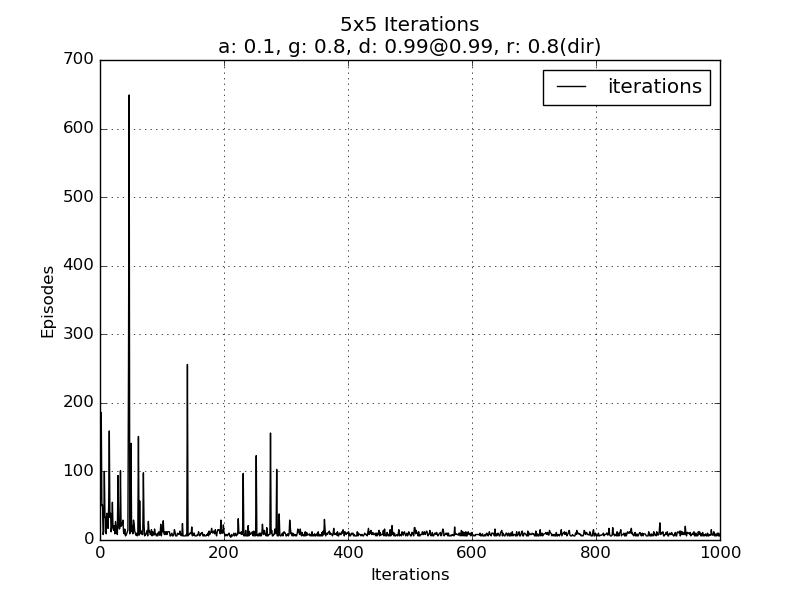 5x5 Iterations
a: 0.1, g: 0.8, d: 0.99@0.99, r: 0.8(dir)
700
iterations
600
500
400
300
200
100
0
Episodes
0 200 400 600 800 1000
Iterations